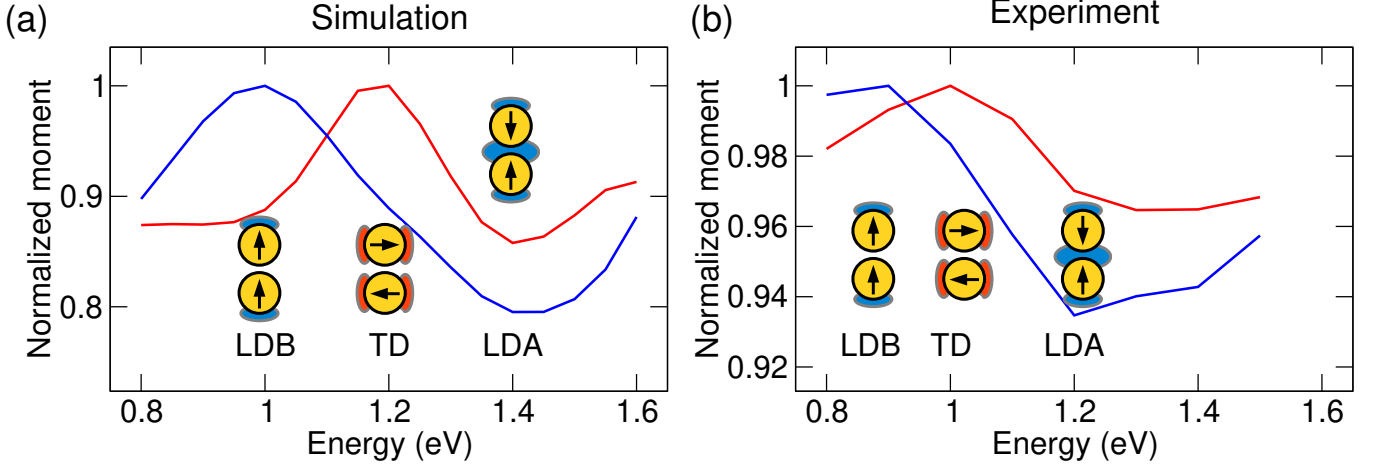 (a)
Simulation
Normalized moment
1
0.9
0.8
LDB
TD
LDA
0.8
1
1.2
1.4
1.6
Energy (eV)
(b)
Experiment
Normalized moment
1
0.98
0.96
0.94
0.92
LDB
TD
LDA
0.8
1
1.2
1.4
1.6
Energy (eV)